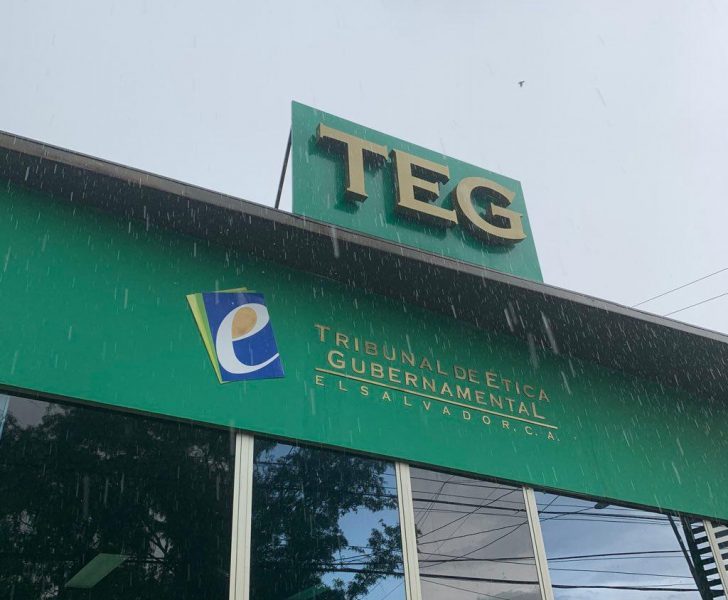 TEG
e
TRIBUNAL DE ÉTICA
GUBERNAMENTAL
EL SALVADOR, C. A.